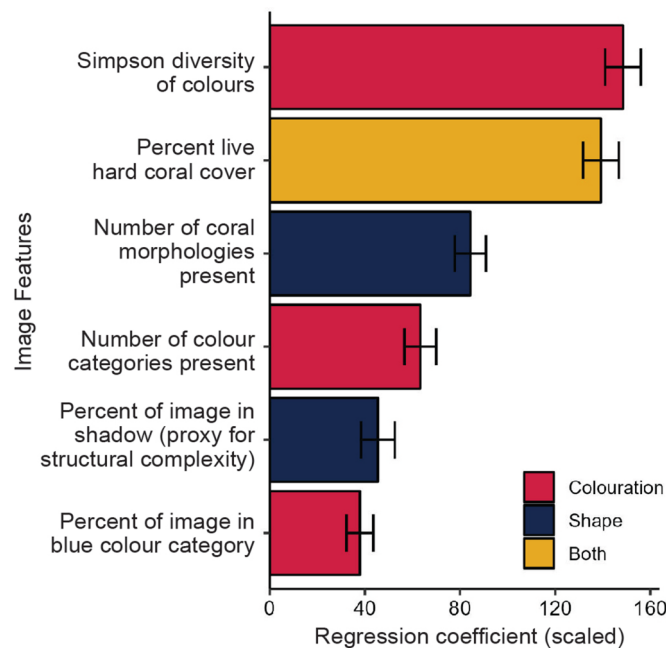 Simpson diversity
of colours
Percent live
hard coral cover
Number of coral
morphologies
present
Number of colour
categories present
Percent of image in
shadow (proxy for
structural complexity)
Percent of image in
blue colour category
Image Features
Colouration
Shape
Both
0 40 80 120 160
Regression coefficient (scaled)